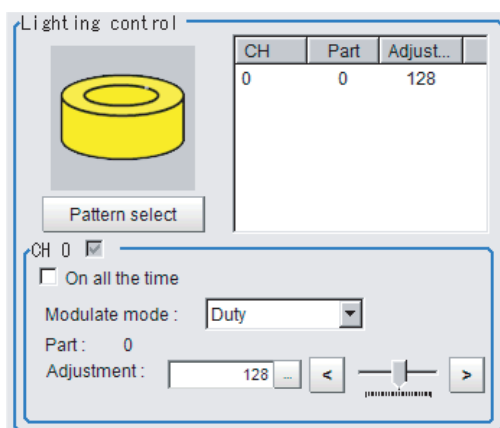 Lighting control
CH Part Adjust...
0 0 128
Pattern select
CH 0
On all the time
Modulate mode : Duty
Part : 0
Adjustment : 128 ... < >